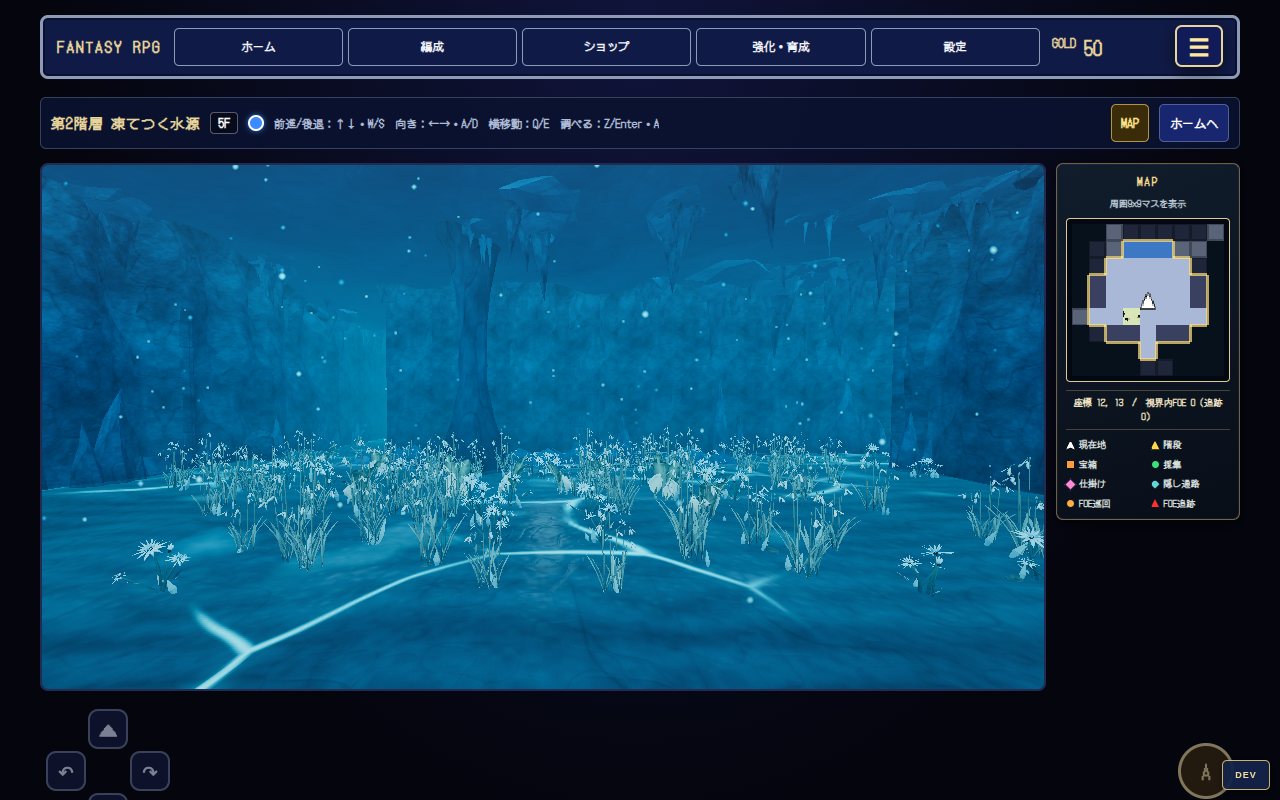 FANTASY RPG
ホーム
編成
ショップ
強化・育成
設定
GOLD 50
第2階層 凍てつく水源
5F
前進/後退：↑↓・W/S 向き：←→・A/D 横移動：Q/E 調べる：Z/Enter・A
MAP
ホームへ
MAP
周囲9x9マスを表示
座標 12, 13 / 視界内FOE 0（追跡
0）
現在地
階段
宝箱
採集
仕掛け
隠し通路
FOE巡回
FOE追跡
A
DEV